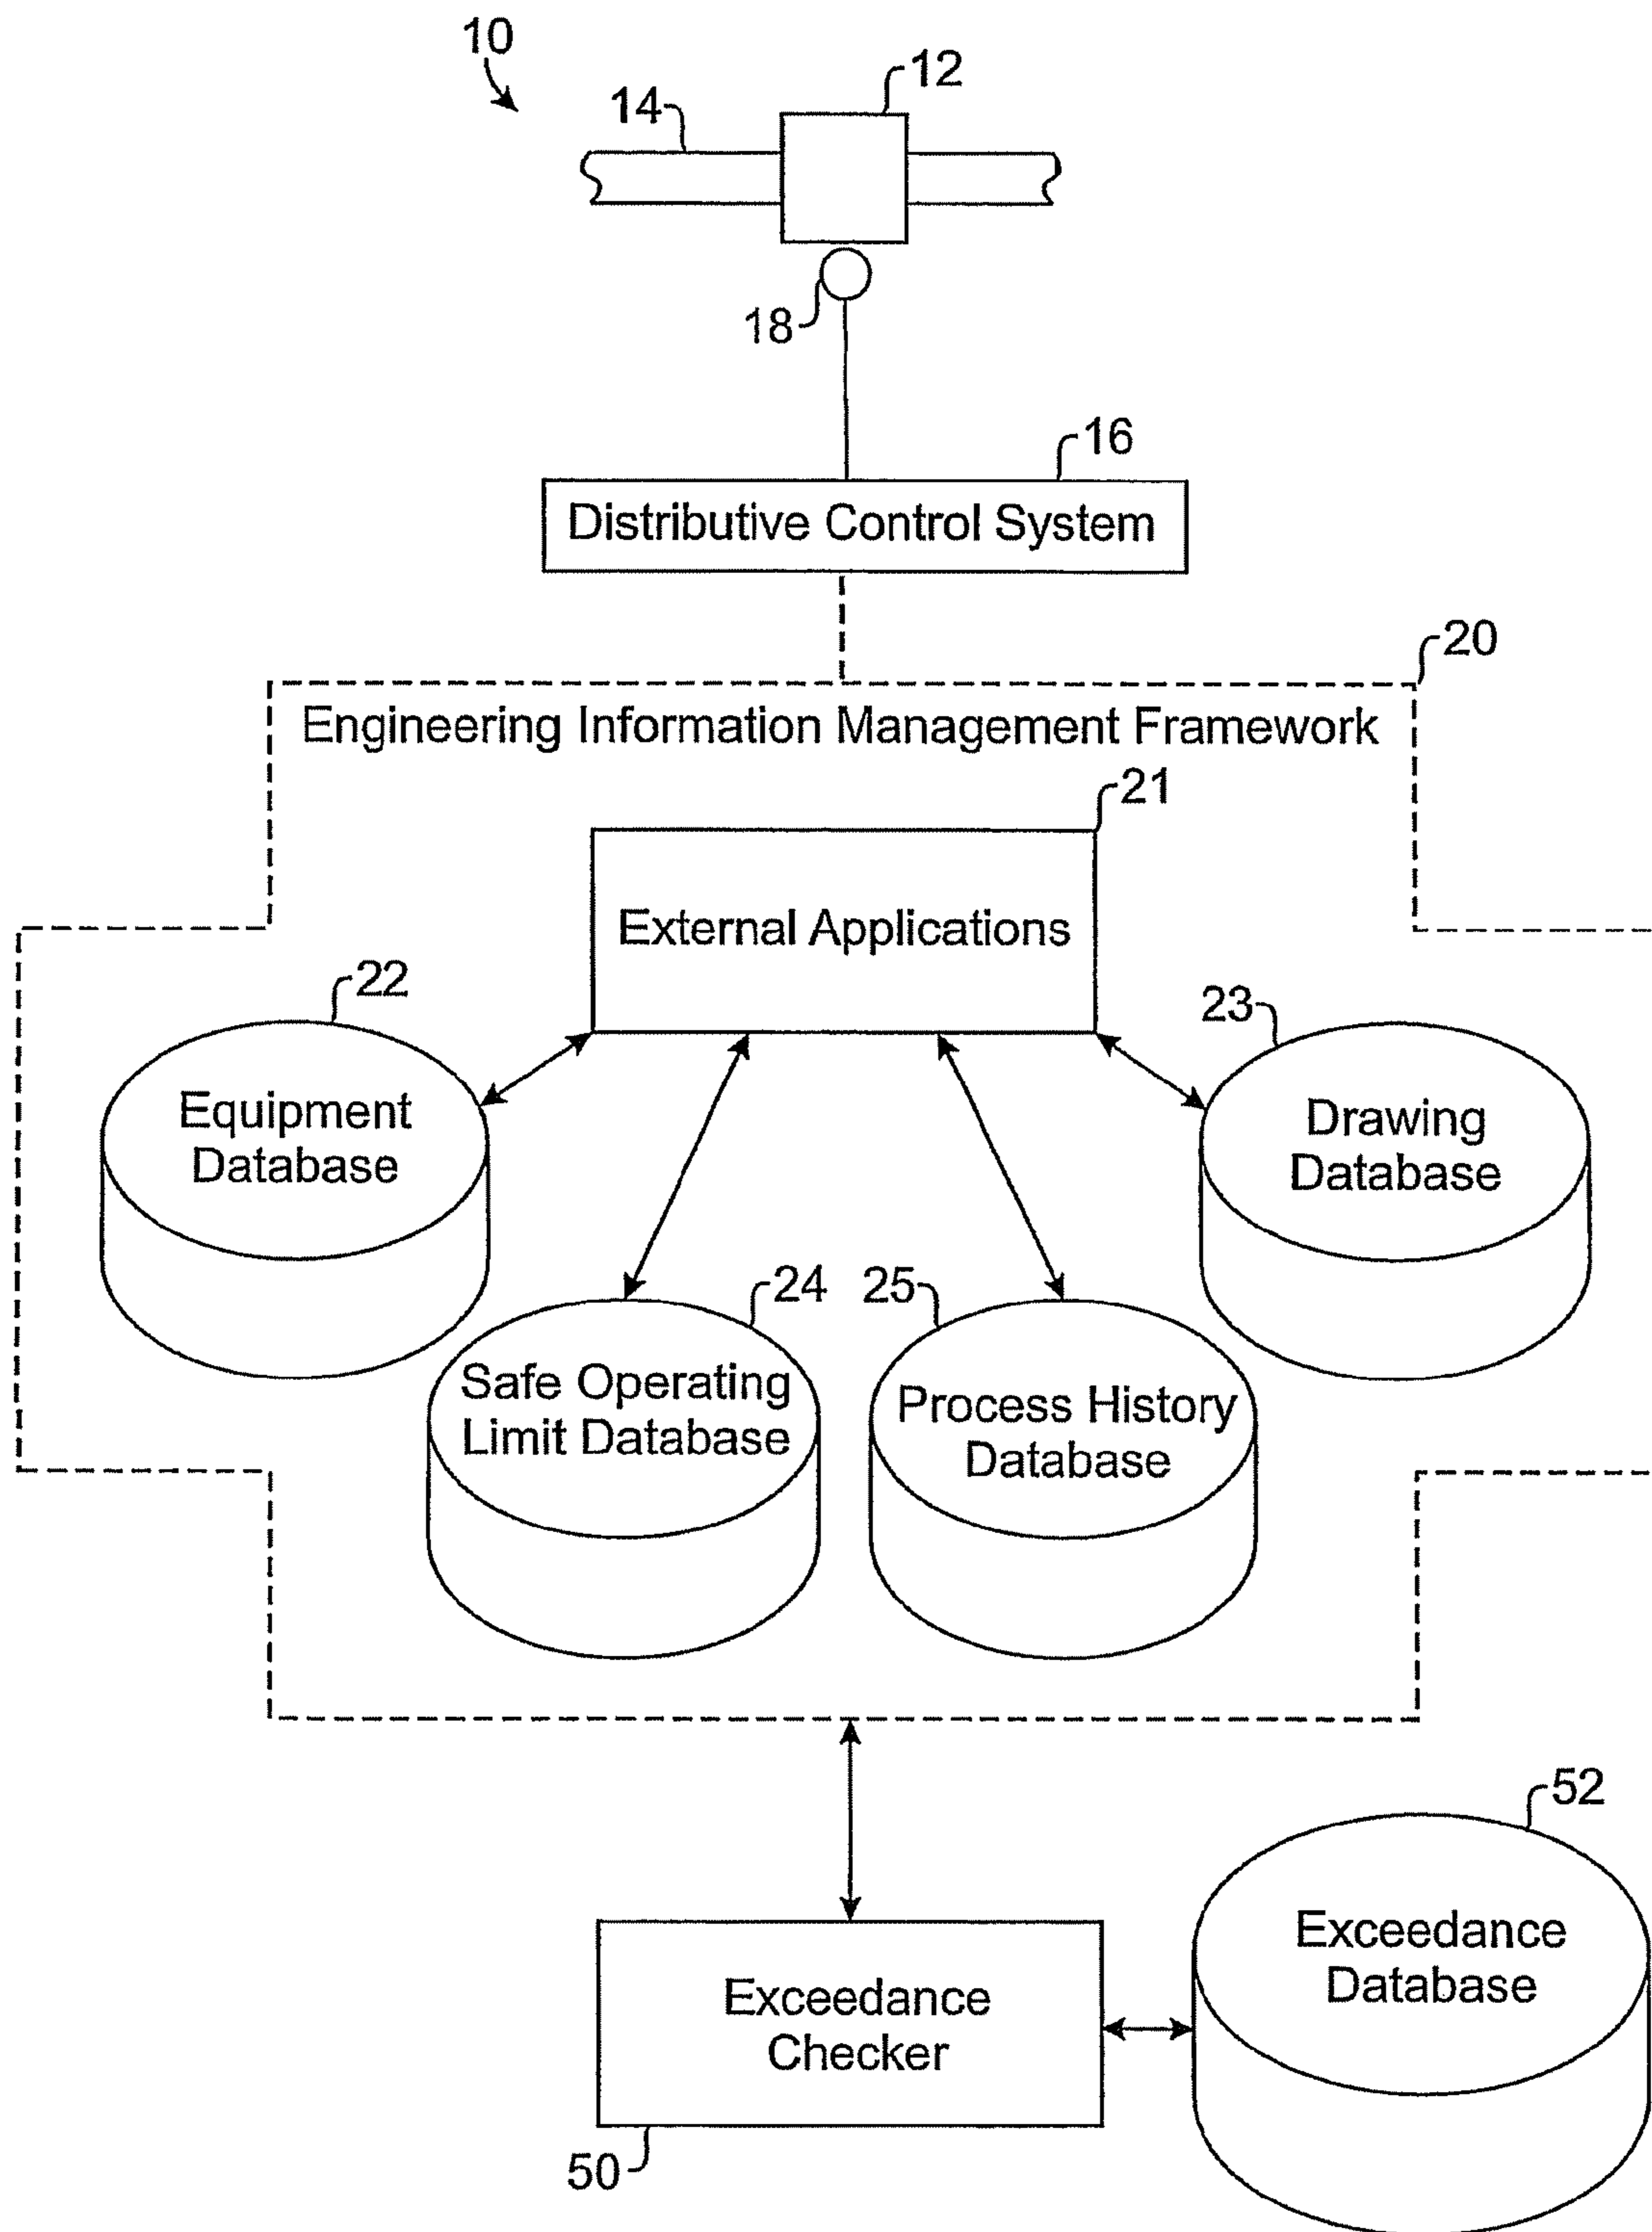 10
12
14
18
16
Distributive Control System
20
Engineering Information Management Framework
21
External Applications
22
23
Equipment
Database
Drawing
Database
24
25
Safe Operating
Limit Database
Process History
Database
52
Exceedance
Database
Exceedance
Checker
50